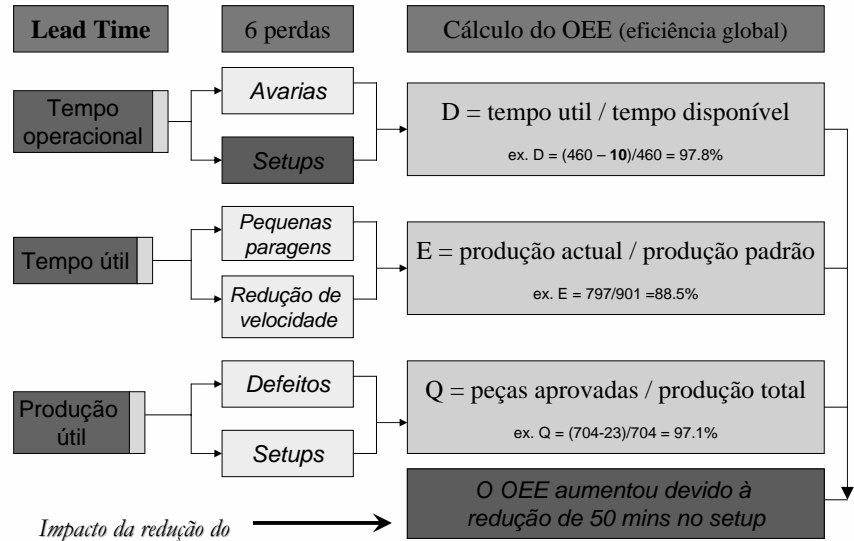 Lead Time
6 perdas
Cálculo do OEE (eficiência global)
Tempo
operacional
Avarias
Setups
D = tempo util / tempo disponível
ex. D = (460 – 10)/460 = 97.8%
Tempo útil
Pequenas
paragens
Redução de
velocidade
E = produção actual / produção padrão
ex. E = 797/901 =88.5%
Produção
útil
Defeitos
Setups
Q = peças aprovadas / produção total
ex. Q = (704-23)/704 = 97.1%
O OEE aumentou devido à
redução de 50 mins no setup
Impacto da redução do